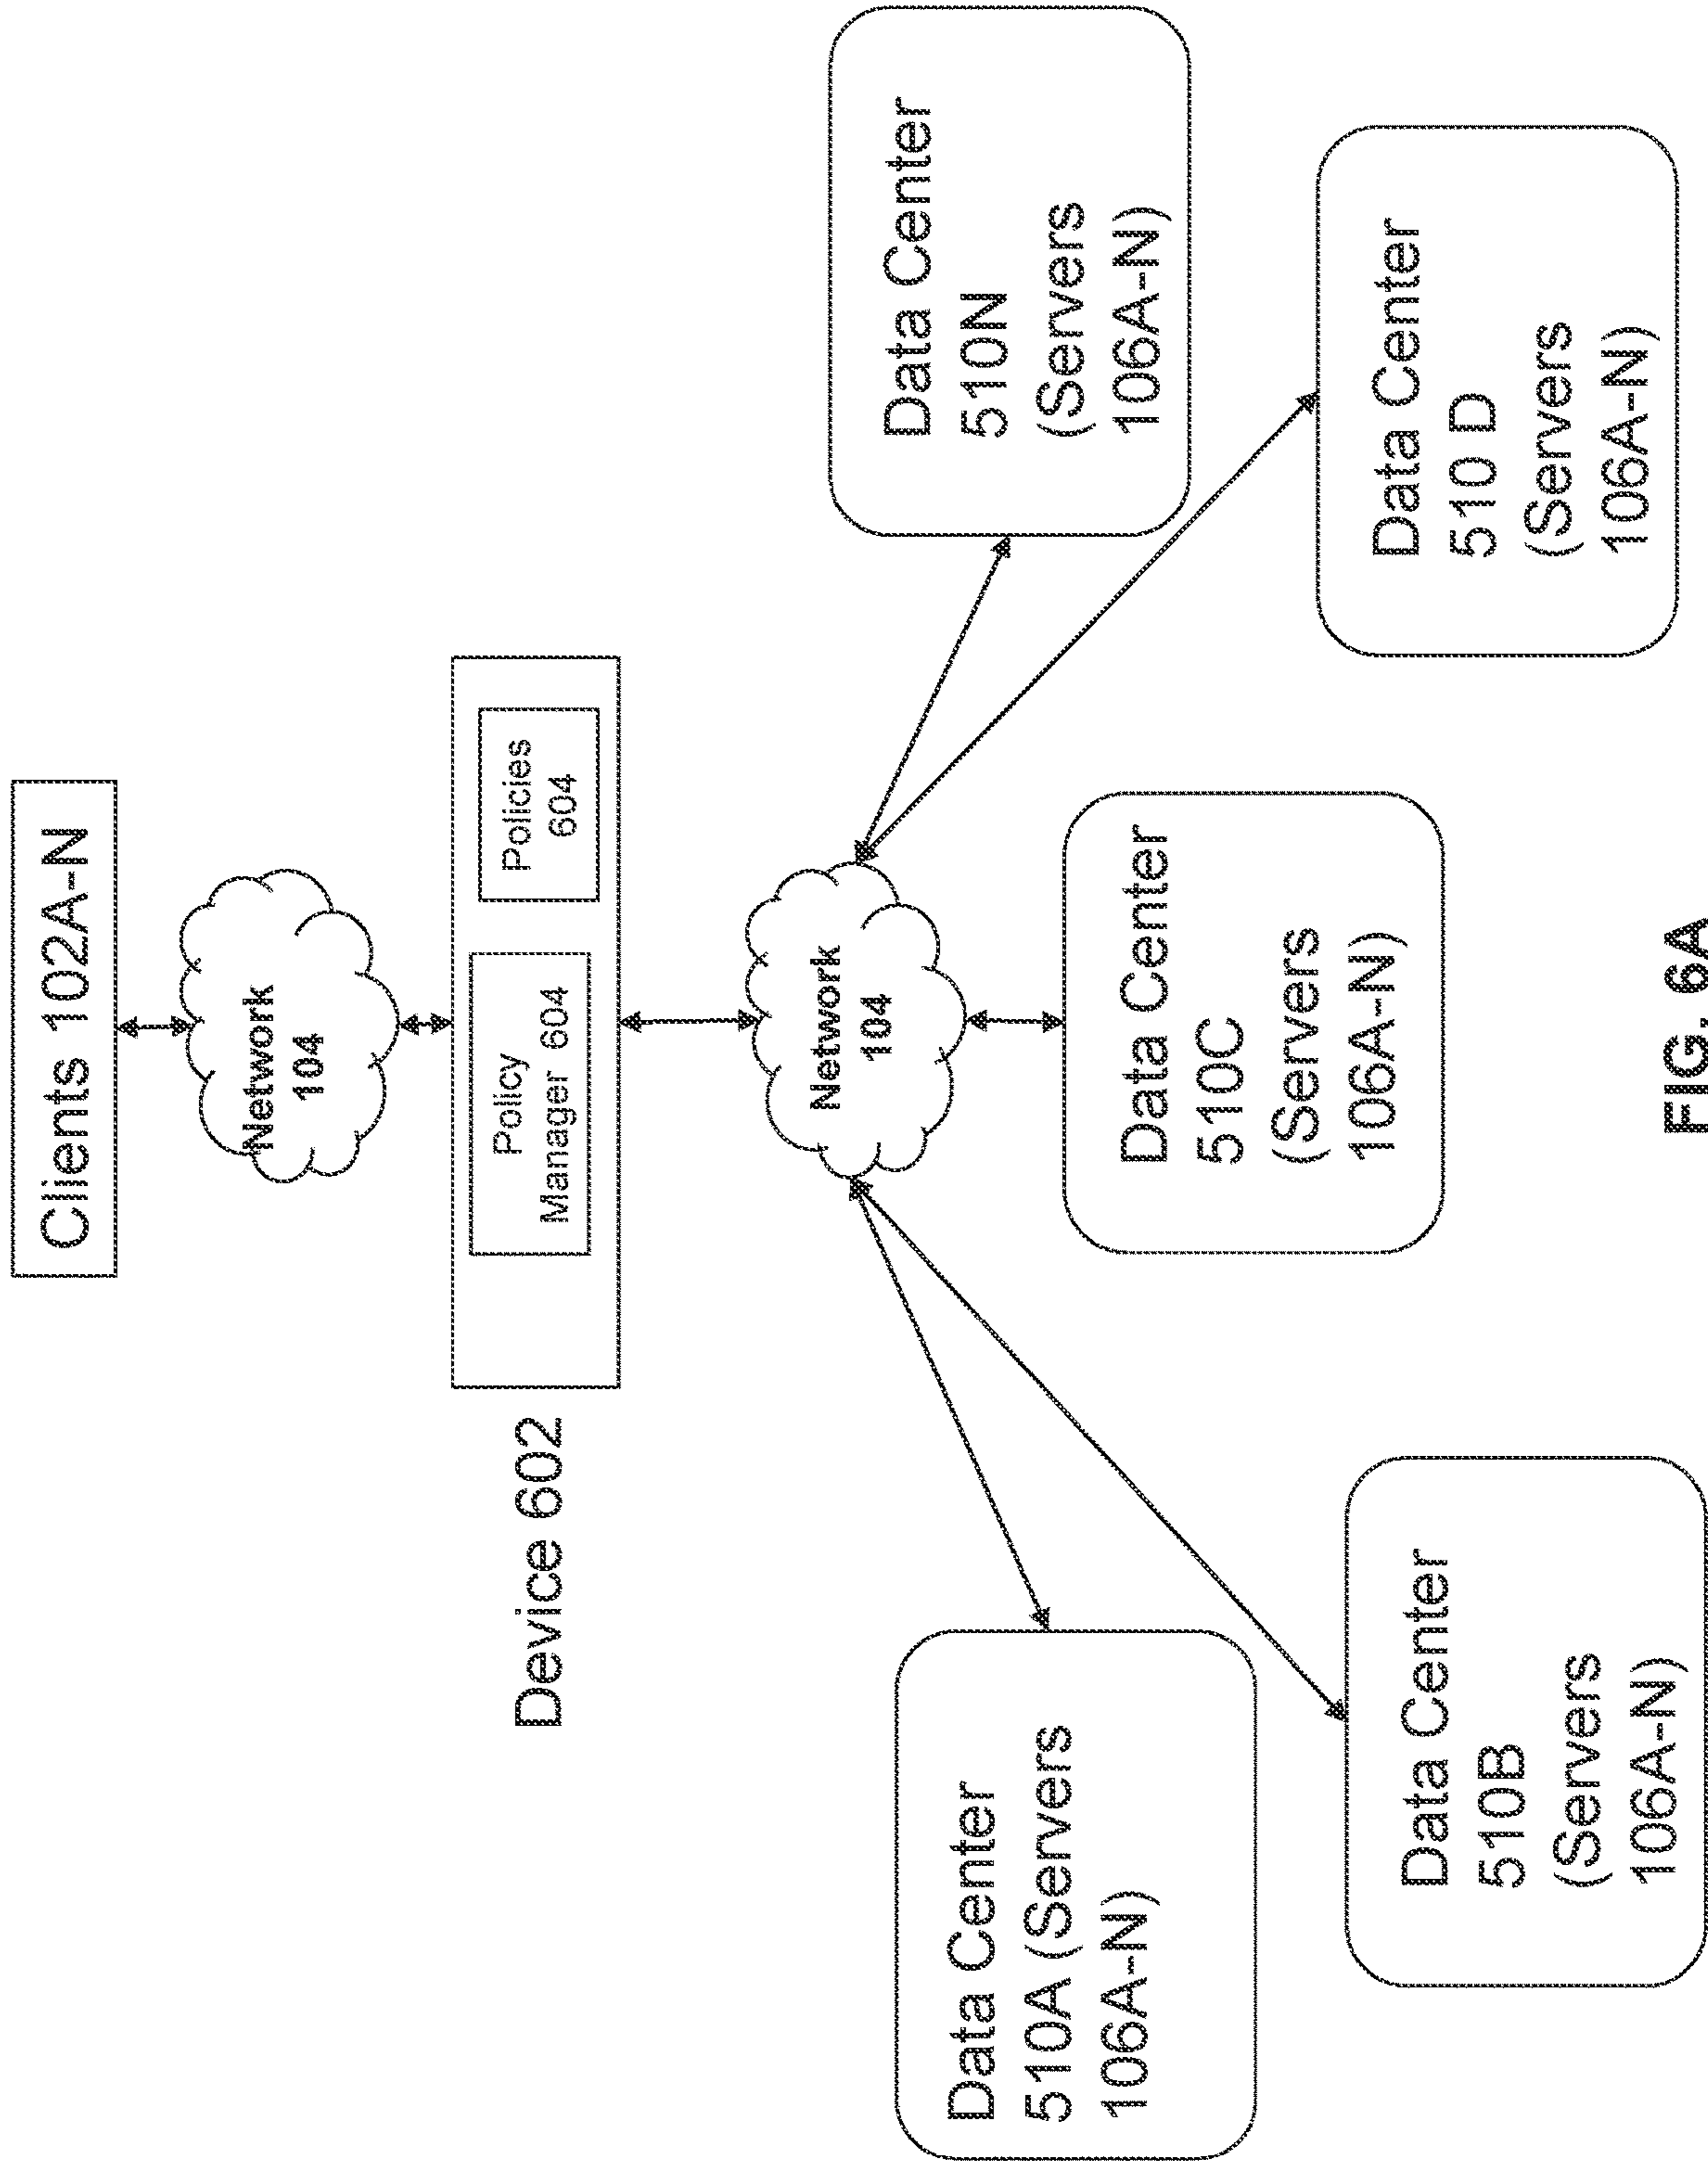 Clients 102A-N
Network
104
Device 602
Policy
Manager 604
Policies
604
Network
104
Data Center
510A (Servers
106A-N)
Data Center
510B
(Servers
106A-N)
Data Center
510C
(Servers
106A-N)
Data Center
510 D
(Servers
106A-N)
Data Center
510N
(Servers
106A-N)
FIG. 6A